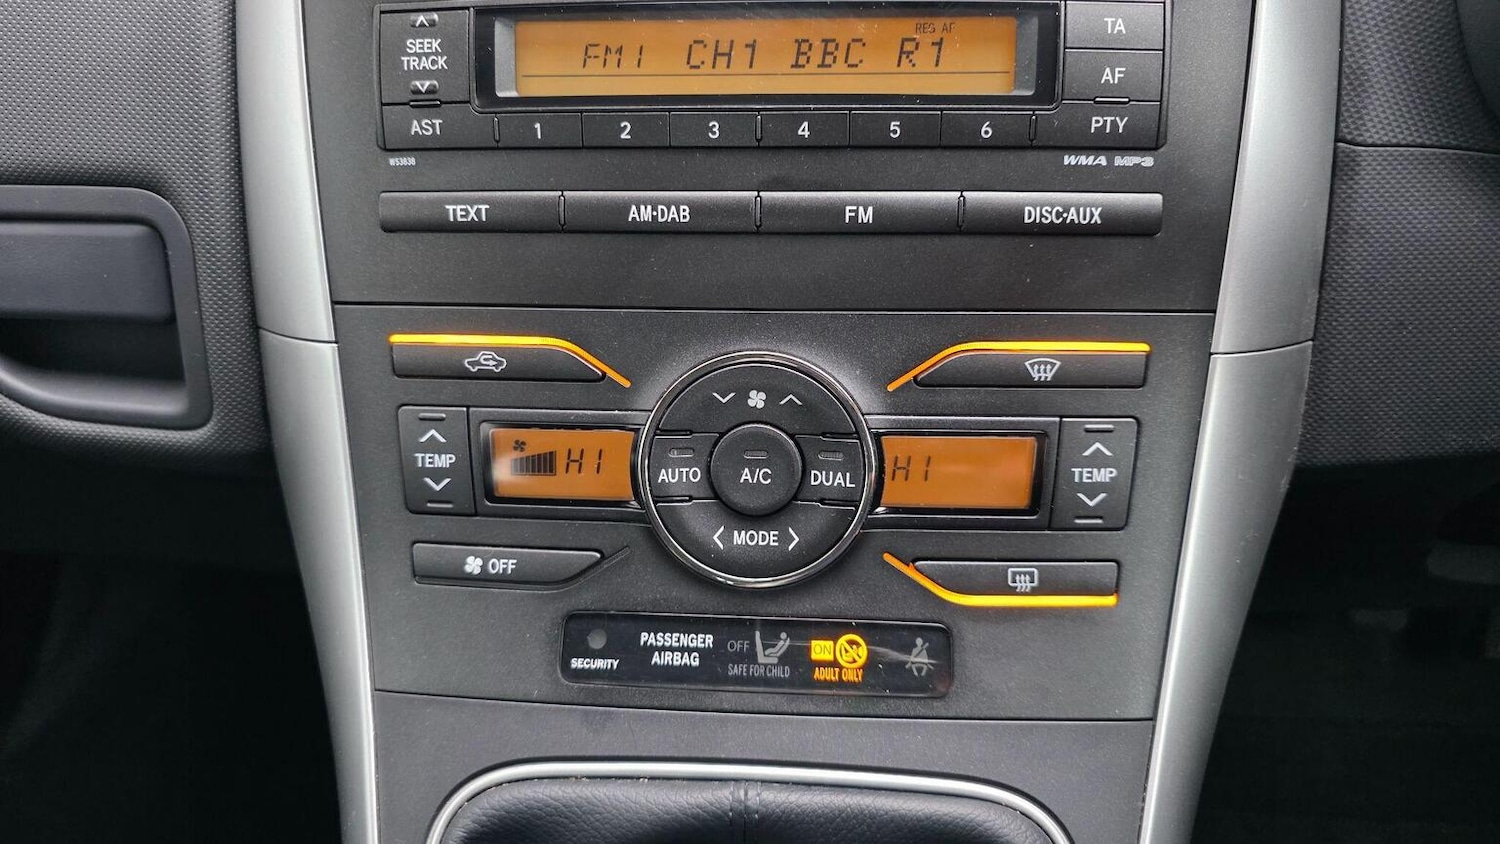 SEEK
TRACK
REG AF
FM1 CH1 BBC R1
TA
AF
AST
1 2 3 4 5 6
PTY
W53838
WMA MP3
TEXT AM·DAB FM DISC·AUX
TEMP
HI
AUTO
A/C
DUAL
HI
TEMP
MODE
OFF
SECURITY
PASSENGER
AIRBAG
OFF
SAFE FOR CHILD
ON
ADULT ONLY